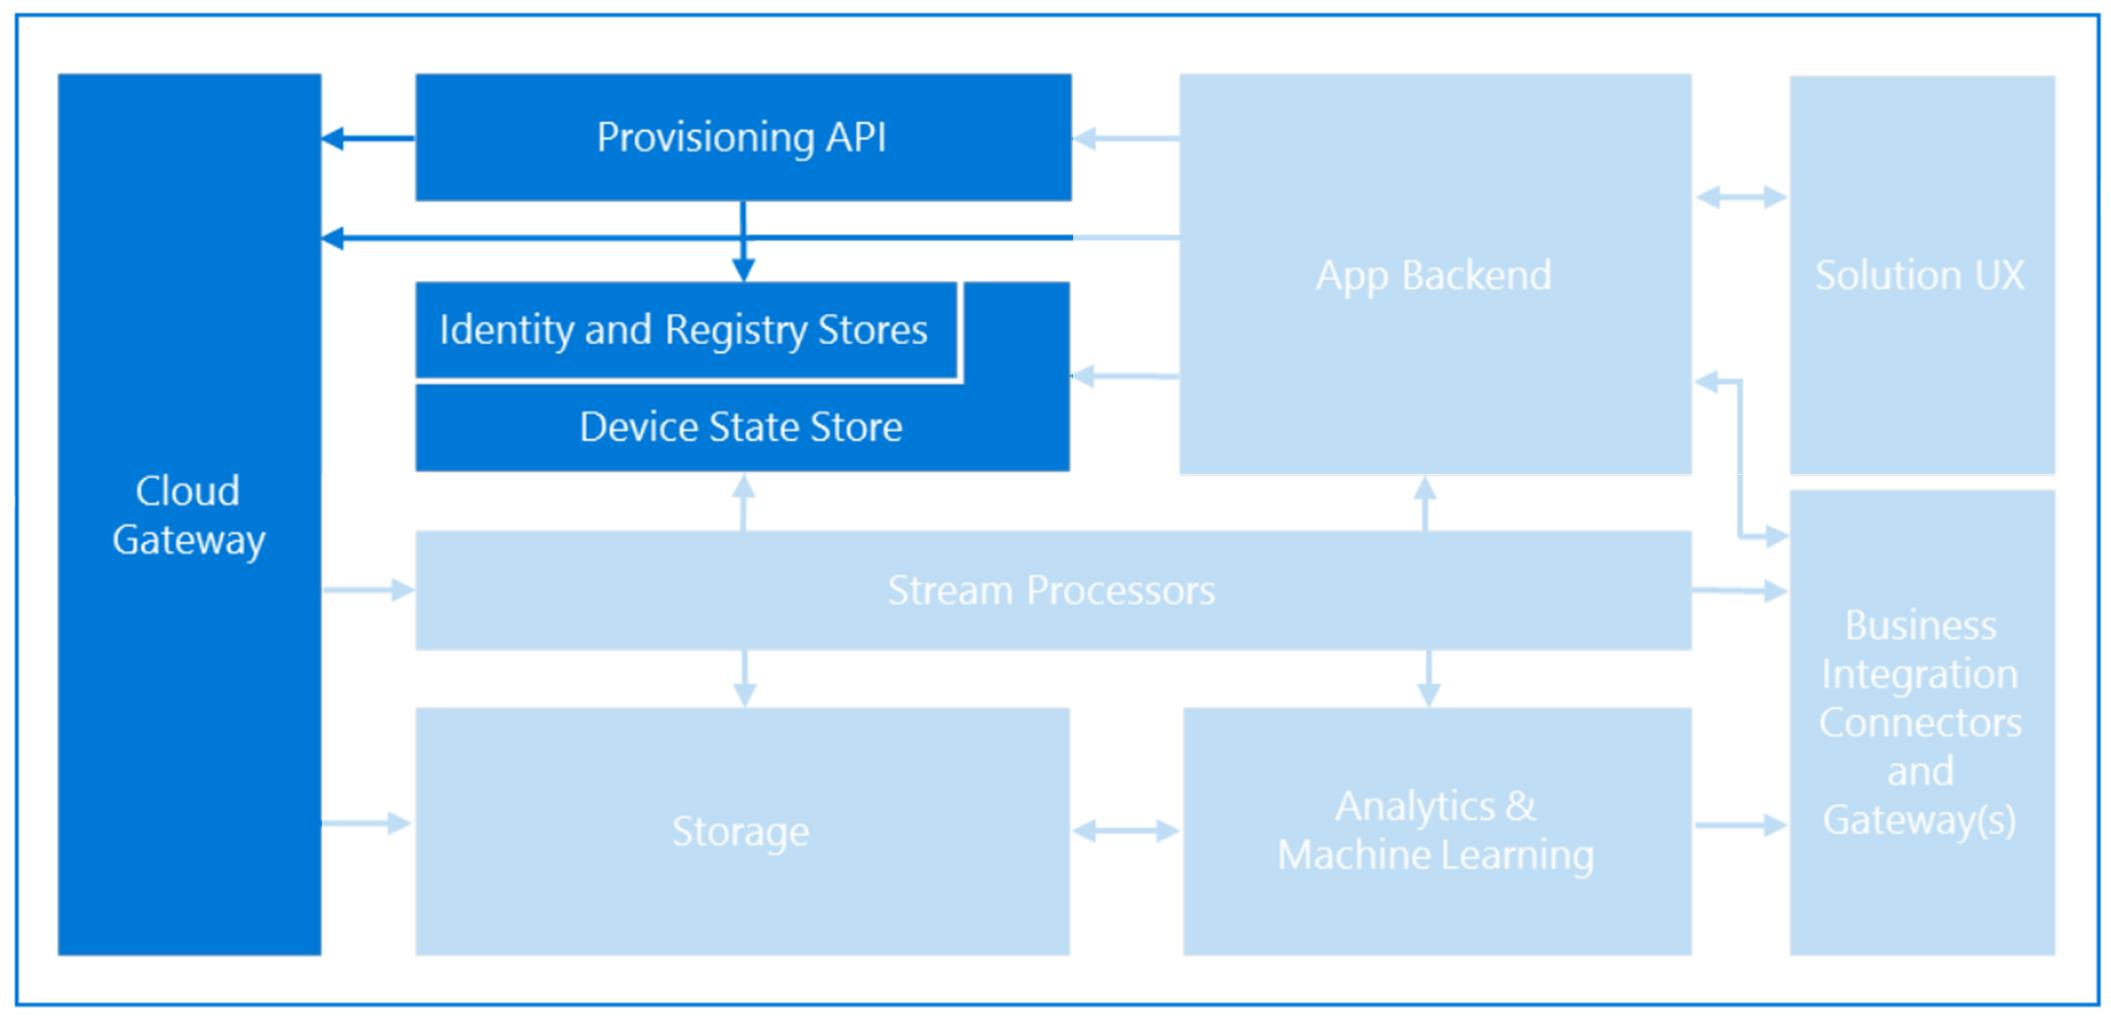 Provisioning API
App Backend
Solution UX
Identity and Registry Stores
Device State Store
Cloud
Gateway
Stream Processors
Business
Integration
Connectors
and
Gateway(s)
Storage
Analytics &
Machine Learning